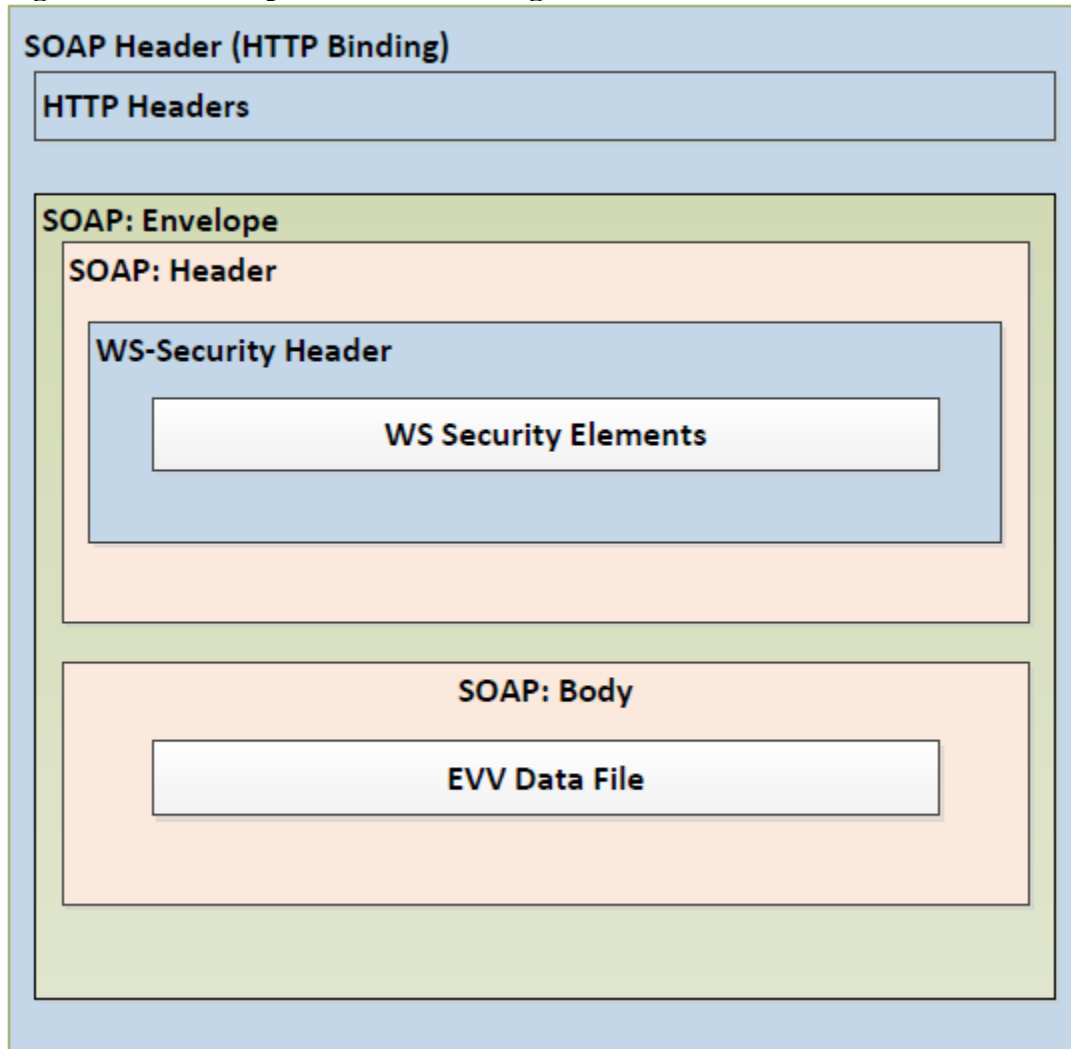 SOAP Header (HTTP Binding)
HTTP Headers
SOAP: Envelope
SOAP: Header
WS-Security Header
WS Security Elements
SOAP: Body
EVV Data File